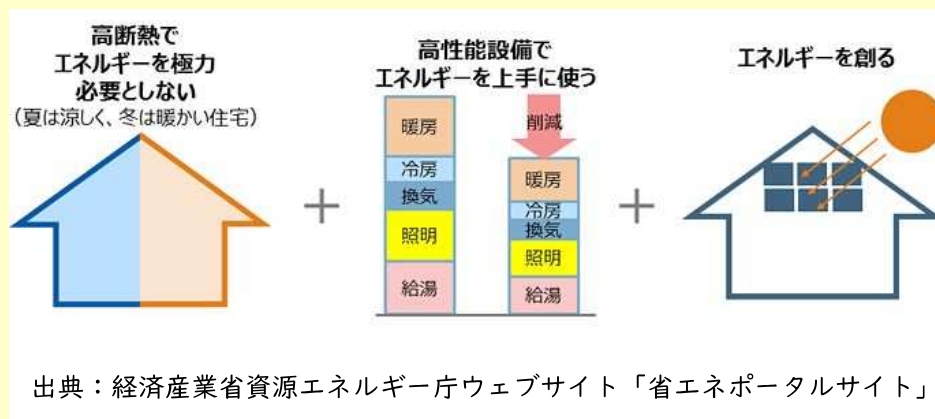 高断熱で
エネルギーを極力
必要としない
（夏は涼しく、冬は暖かい住宅）
高性能設備で
エネルギーを上手に使う
暖房
冷房
換気
照明
給湯
削減
暖房
冷房
換気
照明
給湯
エネルギーを創る
出典：経済産業省資源エネルギー庁ウェブサイト「省エネポータルサイト」